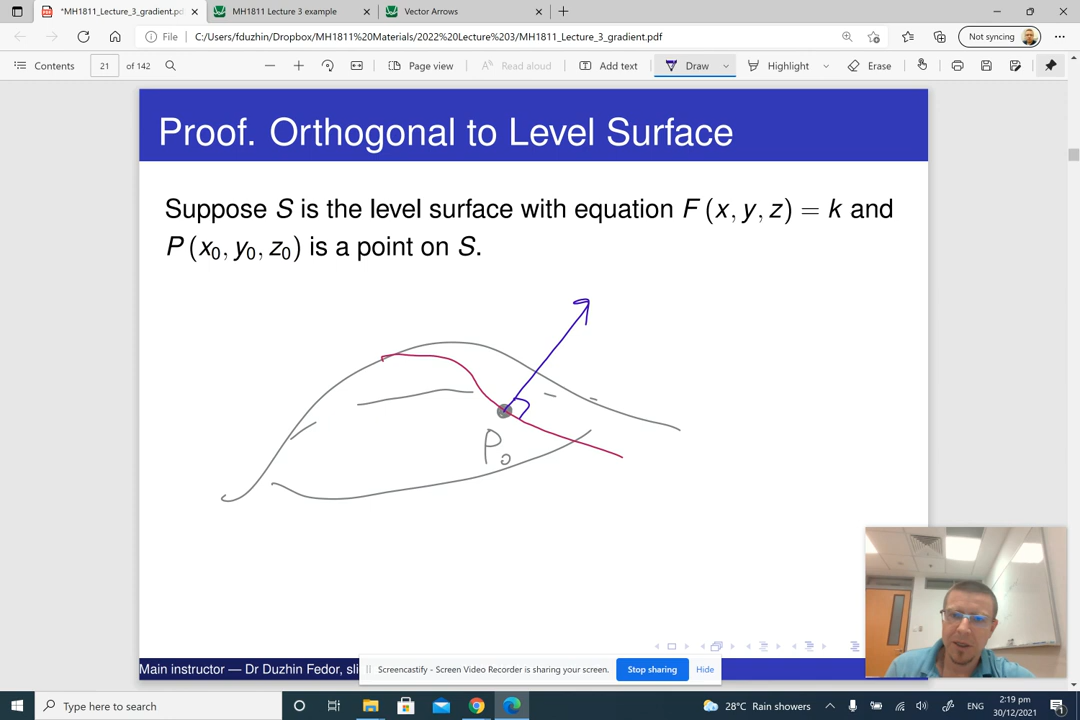 *MH1811_Lecture_3_gradient.pd
MH1811 Lecture 3 example
Vector Arrows
File
C:/Users/fduzhin/Dropbox/MH1811%20Materials/2022%20Lecture%203/MH1811_Lecture_3_gradient.pdf
Not syncing
Contents
21
of 142
Page view
Read aloud
Add text
Draw
Highlight
Erase
Proof. Orthogonal to Level Surface
Suppose S is the level surface with equation F (x, y, z) = k and
P (x₀, y₀, z₀) is a point on S.
P₀
Main instructor — Dr Duzhin Fedor, sli
Screencastify - Screen Video Recorder is sharing your screen.
Stop sharing
Hide
Type here to search
28°C Rain showers
ENG
2:19 pm
30/12/2021
1